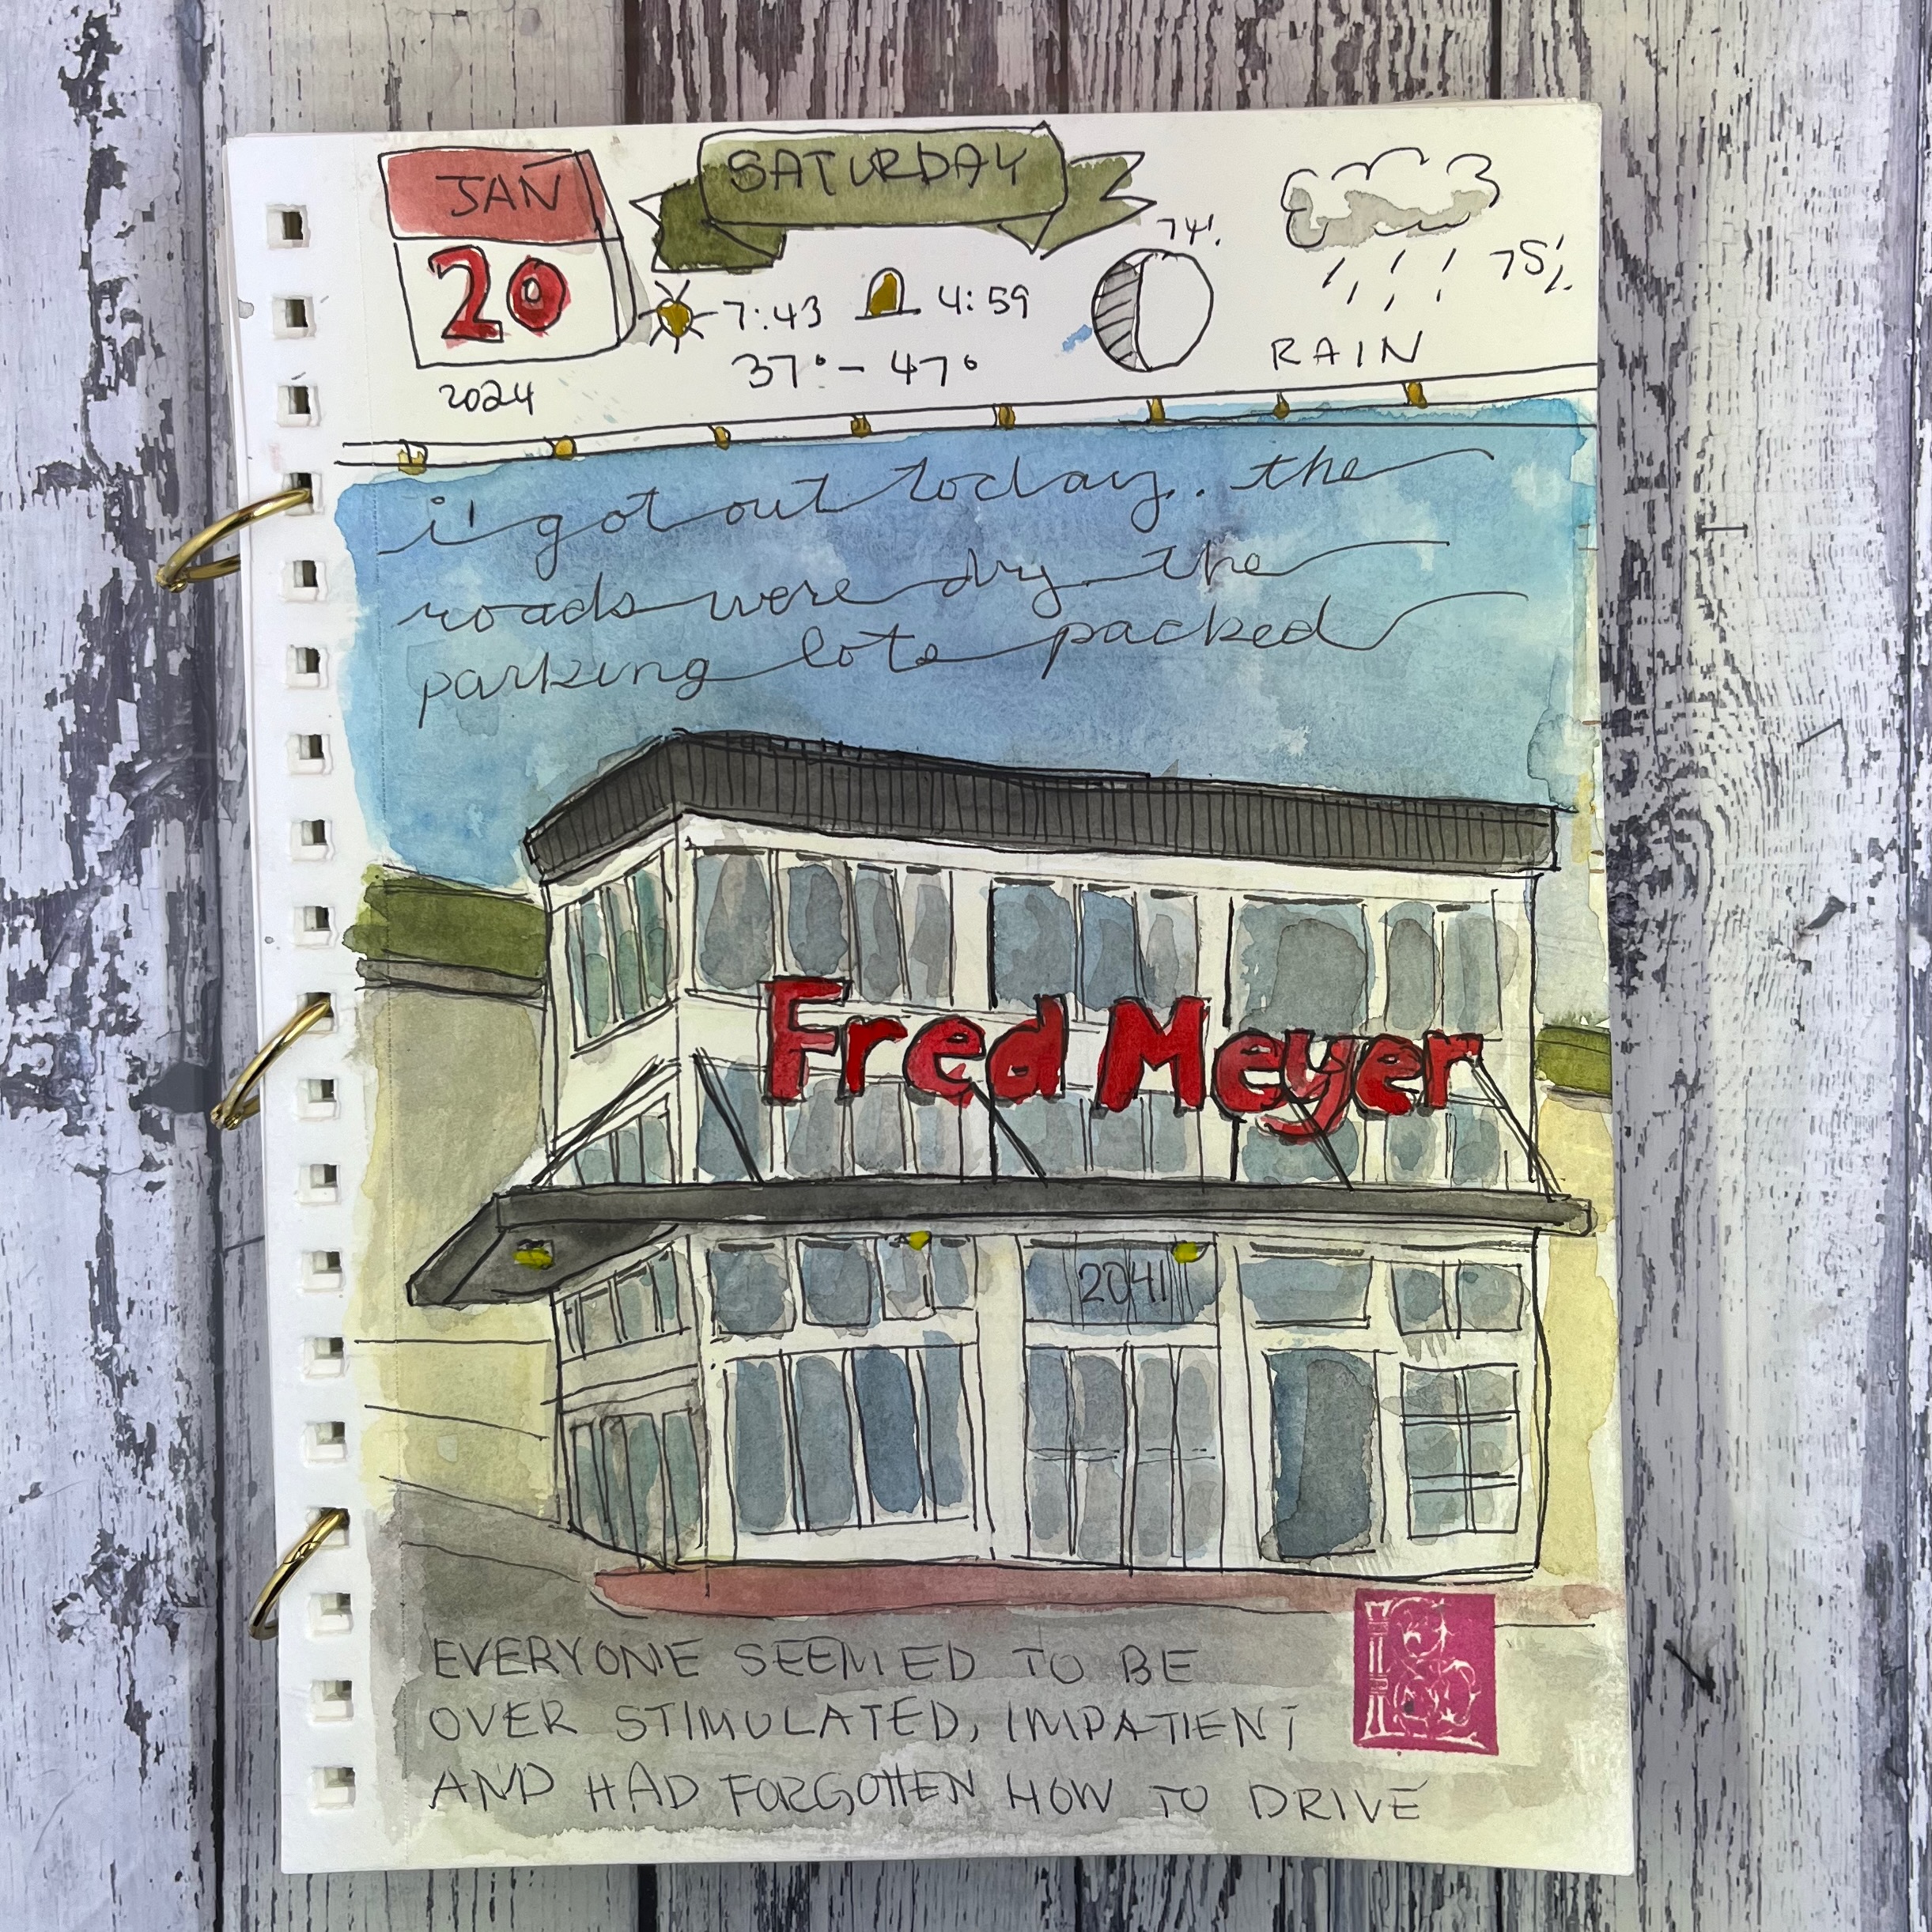 JAN
SATURDAY
20
2024
7:43 4:59
37° - 47°
74%
75%
RAIN
i got out today. the
roads were dry the
parking lots packed
Fred Meyer
2041
EVERYONE SEEMED TO BE
OVER STIMULATED, IMPATIENT
AND HAD FORGOTTEN HOW TO DRIVE